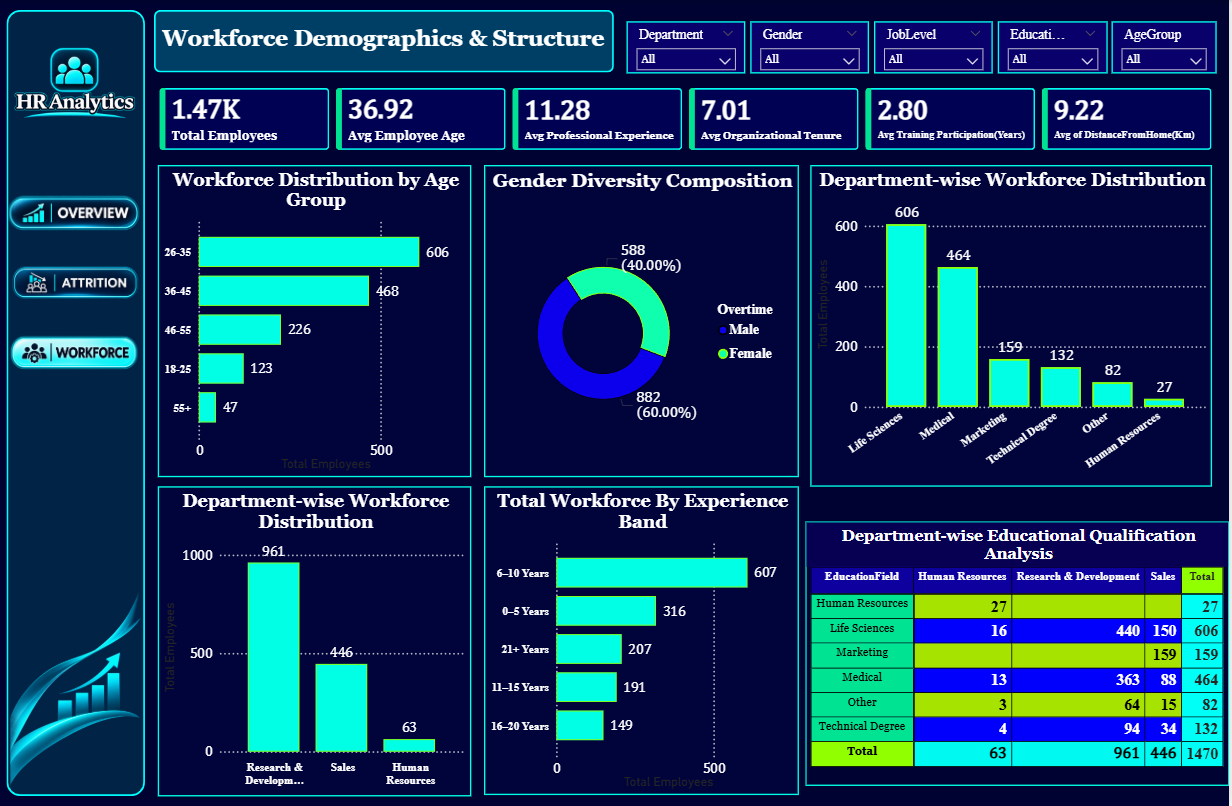 HR Analytics
OVERVIEW
ATTRITION
WORKFORCE
Workforce Demographics & Structure
Department
All
Gender
All
JobLevel
All
Educati...
All
AgeGroup
All
1.47K
Total Employees
36.92
Avg Employee Age
11.28
Avg Professional Experience
7.01
Avg Organizational Tenure
2.80
Avg Training Participation(Years)
9.22
Avg of DistanceFromHome(Km)
Workforce Distribution by Age
Group
26-35
606
36-45
468
46-55
226
18-25
123
55+
47
0
500
Total Employees
Gender Diversity Composition
588
(40.00%)
882
(60.00%)
Overtime
Male
Female
Department-wise Workforce Distribution
Total Employees
600
400
200
0
606
464
159
132
82
27
Life Sciences
Medical
Marketing
Technical Degree
Other
Human Resources
Department-wise Workforce
Distribution
Total Employees
1000
500
0
961
446
63
Research &
Developm...
Sales
Human
Resources
Total Workforce By Experience
Band
6–10 Years
607
0–5 Years
316
21+ Years
207
11–15 Years
191
16–20 Years
149
0
500
Total Employees
Department-wise Educational Qualification
Analysis
EducationField Human Resources Research & Development Sales Total
Human Resources 27 27
Life Sciences 16 440 150 606
Marketing 159 159
Medical 13 363 88 464
Other 3 64 15 82
Technical Degree 4 94 34 132
Total 63 961 446 1470